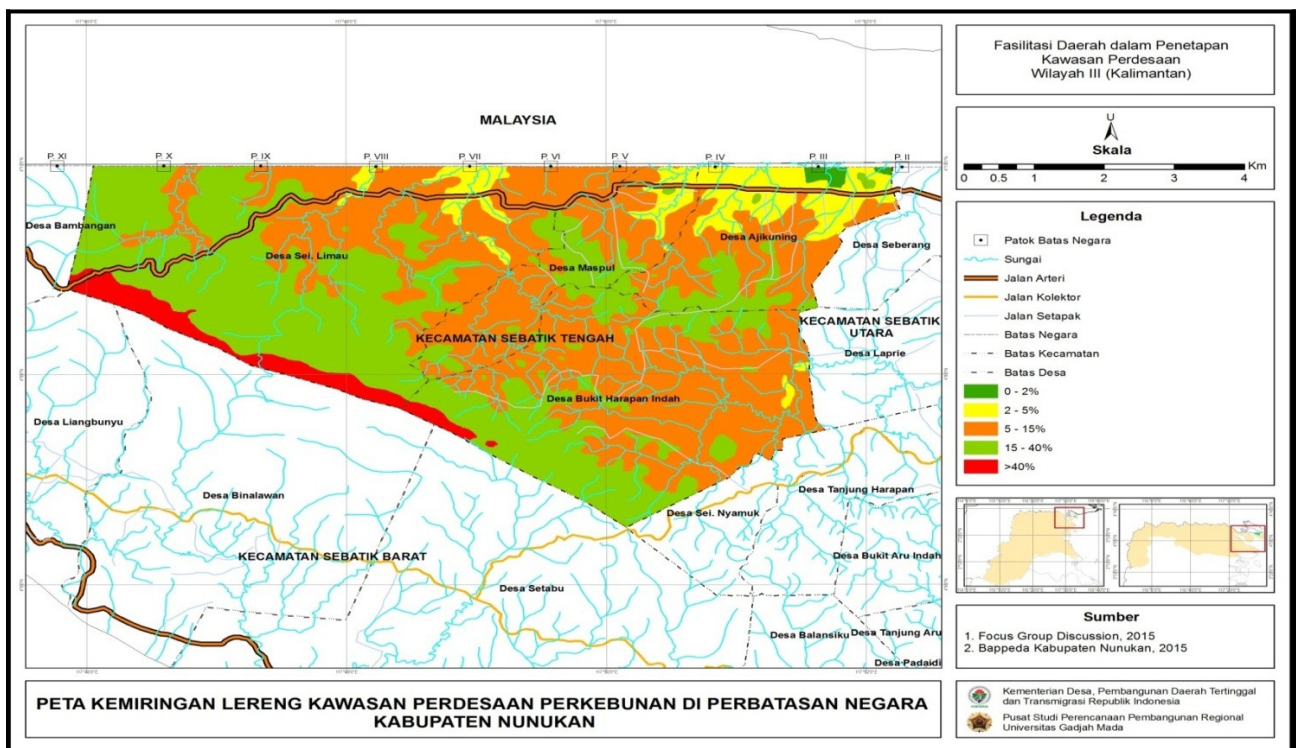 MALAYSIA
P. XI
P. X
P. IX
P. VIII
P. VII
P. VI
P. V
P. IV
P. III
P. II
Desa Bambangan
Desa Sei. Limau
Desa Maspul
Desa Ajikuning
Desa Seberang
KECAMATAN SEBATIK TENGAH
KECAMATAN SEBATIK
UTARA
Desa Laprie
Desa Bukit Harapan Indah
Desa Liangbunyu
Desa Binalawan
Desa Tanjung Harapan
Desa Sei. Nyamuk
KECAMATAN SEBATIK BARAT
Desa Bukit Aru Indah
Desa Setabu
Desa Balansiku
Desa Tanjung Aru
Desa Padaidi
PETA KEMIRINGAN LERENG KAWASAN PERDESAAN PERKEBUNAN DI PERBATASAN NEGARA
KABUPATEN NUNUKAN
Fasilitasi Daerah dalam Penetapan
Kawasan Perdesaan
Wilayah III (Kalimantan)
U
Skala
Km
0 0.5 1 2 3 4
Legenda
Patok Batas Negara
Sungai
Jalan Arteri
Jalan Kolektor
Jalan Setapak
Batas Negara
Batas Kecamatan
Batas Desa
0 - 2%
2 - 5%
5 - 15%
15 - 40%
>40%
Sumber
1. Focus Group Discussion, 2015
2. Bappeda Kabupaten Nunukan, 2015
Kementerian Desa, Pembangunan Daerah Tertinggal
dan Transmigrasi Republik Indonesia
Pusat Studi Perencanaan Pembangunan Regional
Universitas Gadjah Mada